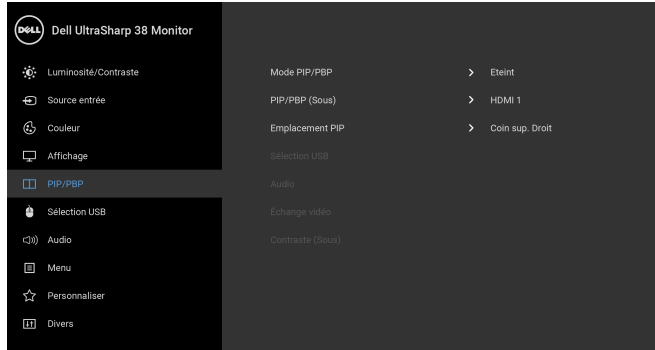 DELL Dell UltraSharp 38 Monitor
Luminosité/Contraste Mode PIP/PBP Eteint
Source entrée PIP/PBP (Sous) HDMI 1
Couleur Emplacement PIP Coin sup. Droit
Affichage Sélection USB
PIP/PBP Audio
Sélection USB Échange vidéo
Audio Contraste (Sous)
Menu
Personnaliser
Divers